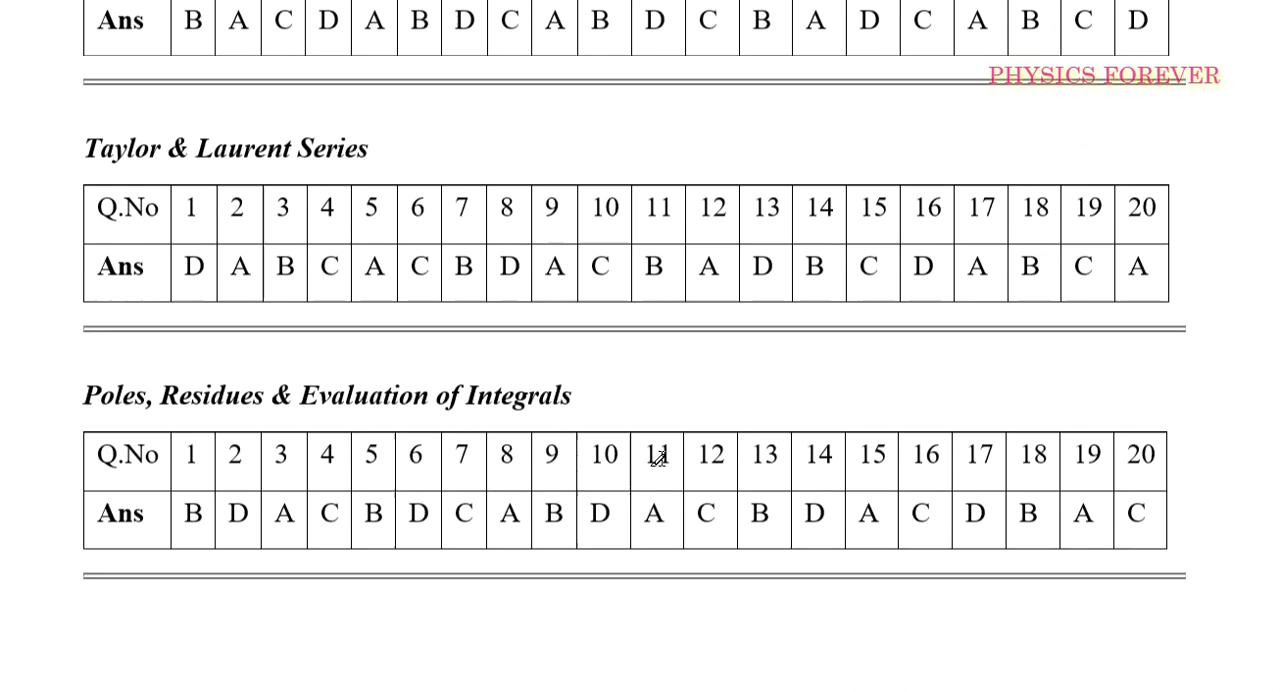 Ans B A C D A B D C A B D C B A D C A B C D
PHYSICS FOREVER
Taylor & Laurent Series
Q.No 1 2 3 4 5 6 7 8 9 10 11 12 13 14 15 16 17 18 19 20
Ans D A B C A C B D A C B A D B C D A B C A
Poles, Residues & Evaluation of Integrals
Q.No 1 2 3 4 5 6 7 8 9 10 11 12 13 14 15 16 17 18 19 20
Ans B D A C B D C A B D A C B D A C D B A C